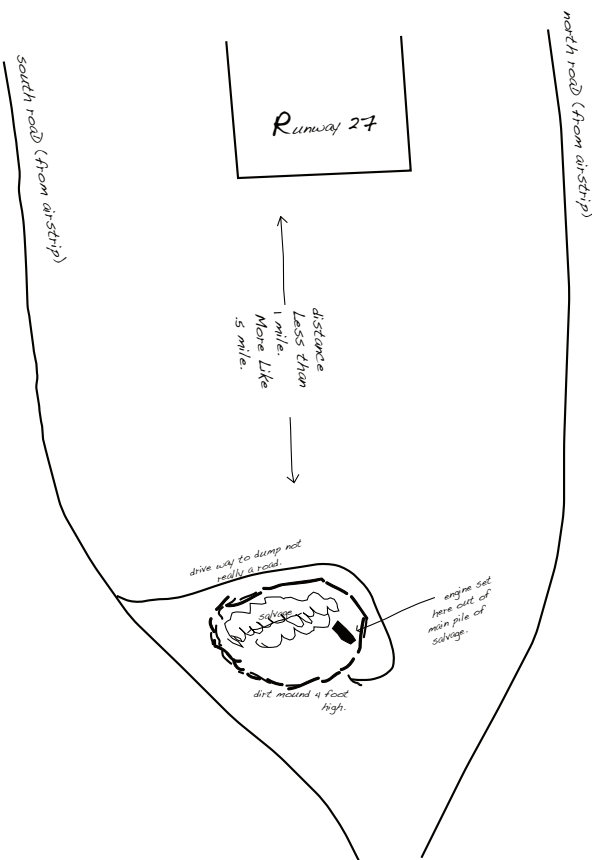 south road (from airstrip)
north road (from airstrip)
Runway 27
distance
Less than
1 mile.
More Like
.5 mile.
drive way to dump not
really a road.
salvage
engine set
here out of
main pile of
salvage.
dirt mound 4 foot
high.